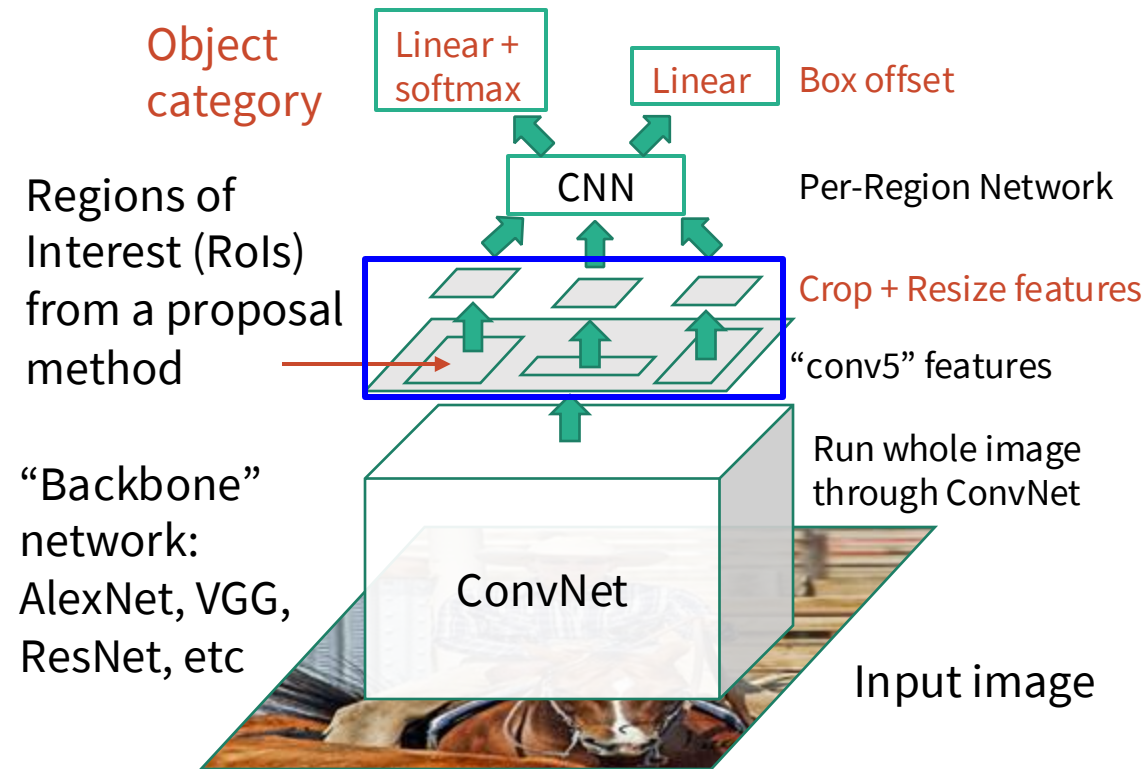 Object
category
Linear +
softmax
Linear
Box offset
Regions of
Interest (RoIs)
from a proposal
method
CNN
Per-Region Network
Crop + Resize features
“conv5” features
Run whole image
through ConvNet
“Backbone”
network:
AlexNet, VGG,
ResNet, etc
ConvNet
Input image